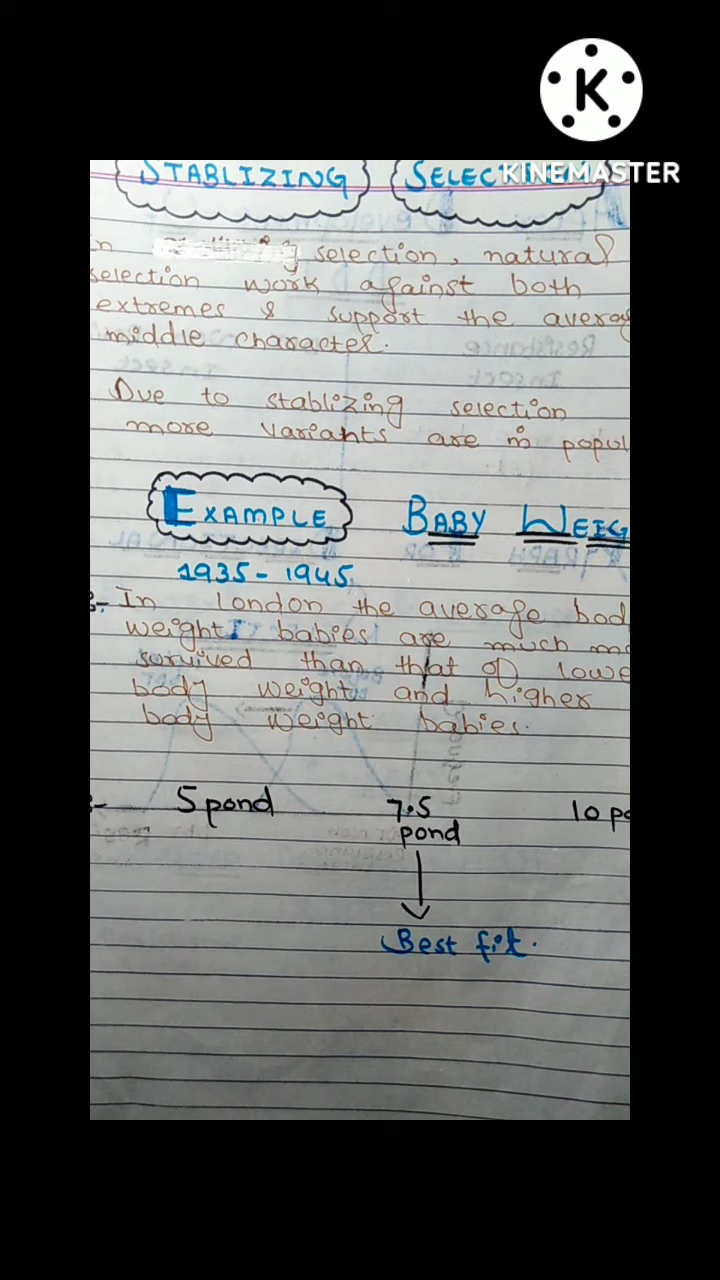 K
KINEMASTER
STABLIZING SELEC
n selection, natural
selection work against both
extremes & support the averag
middle character.
Due to stablizing selection
more variants are in popul
EXAMPLE BABY WEIG
1935 - 1945
:- In london the average bod
weight babies are much mo
survived than that of lowe
body weight and higher
body weight babies.
:- 5 pond 7.5 pond 10 po
Best fit.